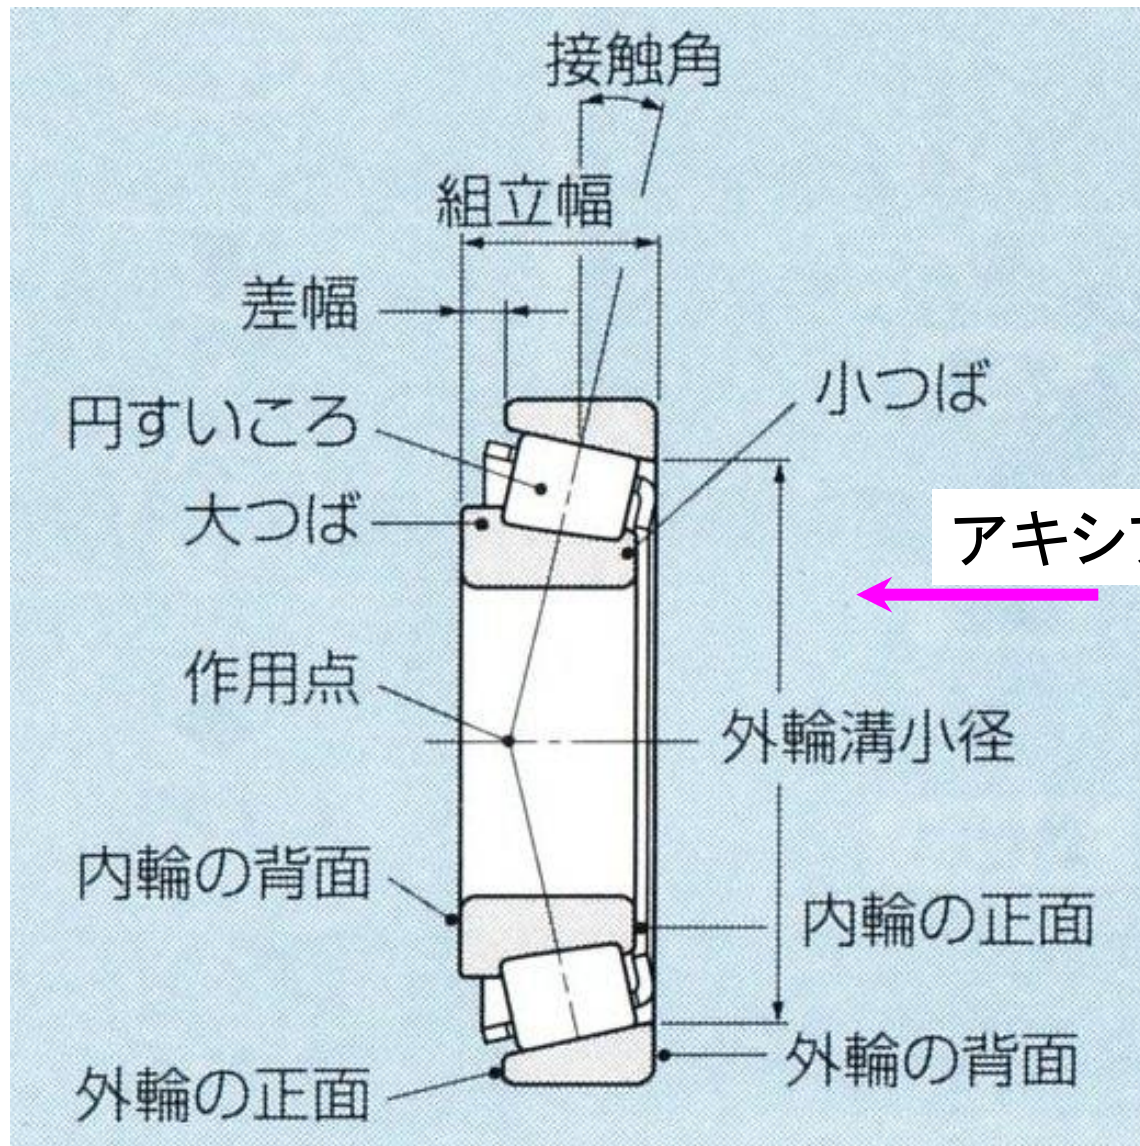 接触角
組立幅
差幅
小つば
円すいころ
大つば
アキシ
作用点
外輪溝小径
内輪の背面
内輪の正面
外輪の背面
外輪の正面